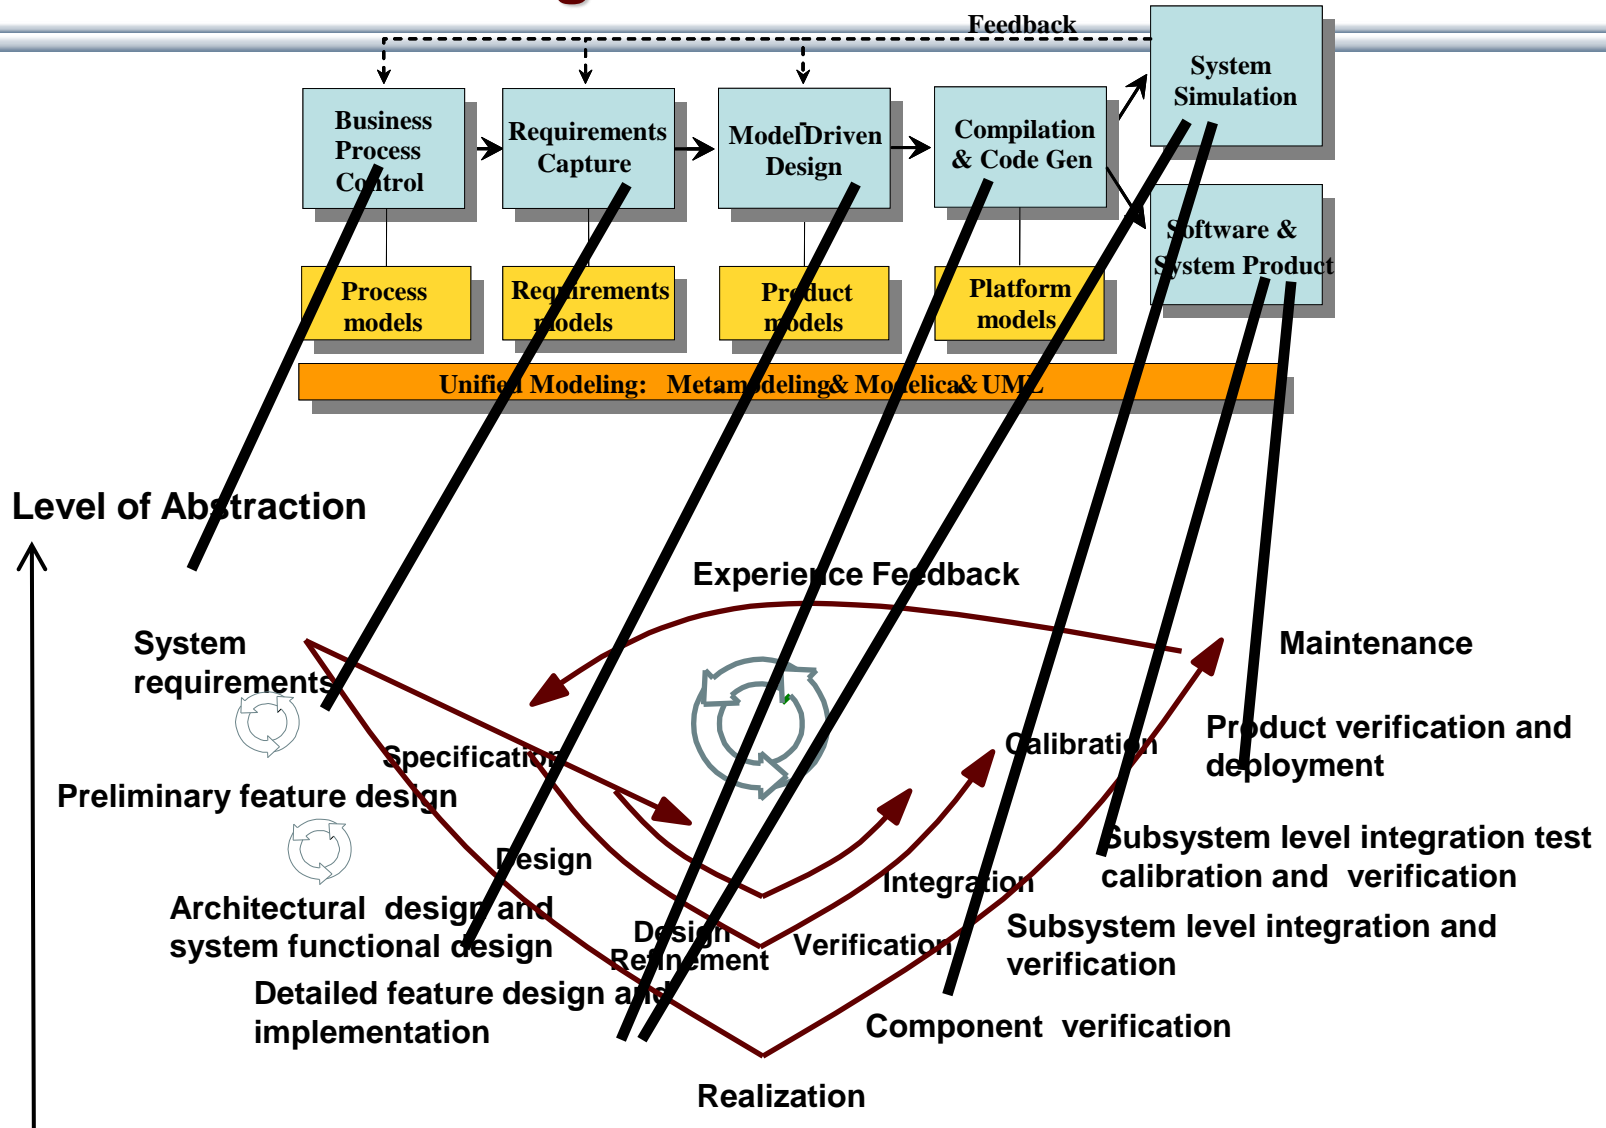 Feedback
System
Simulation
Business
Process
Control
Requirements
Capture
Model-Driven
Design
Compilation
& Code Gen
Software &
System Product
Process
models
Requirements
models
Product
models
Platform
models
Unified Modeling: Metamodeling & Modelica & UML
Level of Abstraction
Experience Feedback
System
requirements
Maintenance
Specification
Calibration
Product verification and
deployment
Preliminary feature design
Design
Integration
Subsystem level integration test
calibration and verification
Architectural design and
system functional design
Design
Refinement
Verification
Subsystem level integration and
verification
Detailed feature design and
implementation
Component verification
Realization